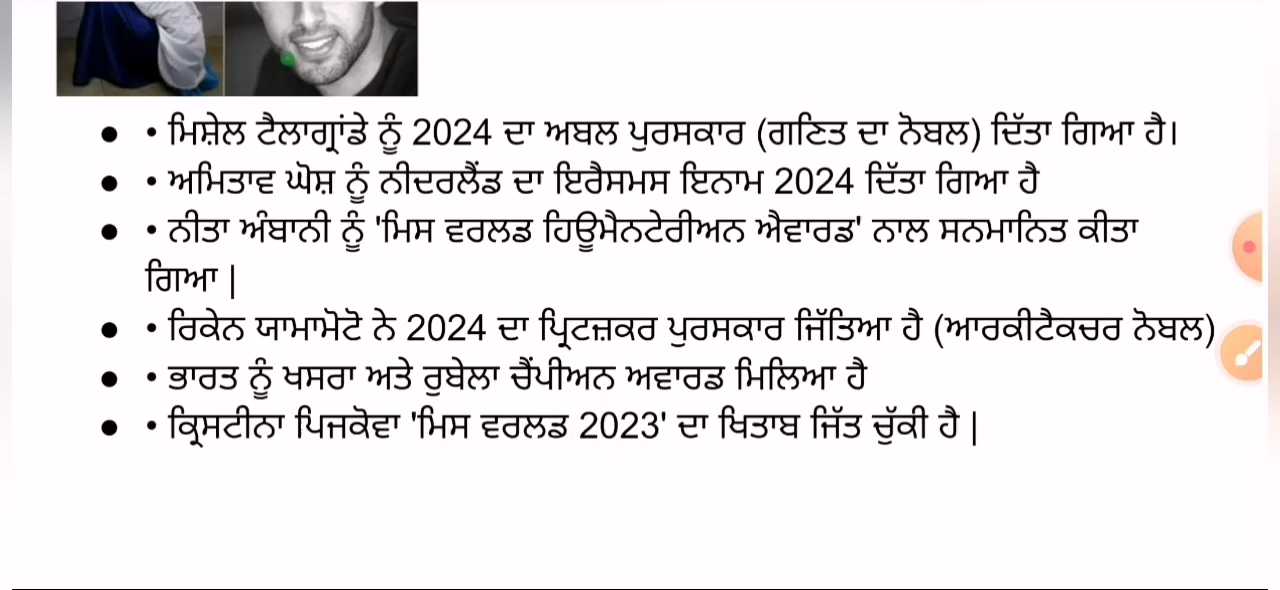 ● • ਮਿਸ਼ੇਲ ਟੈਲਾਗ੍ਰਾਂਡੇ ਨੂੰ 2024 ਦਾ ਅਬਲ ਪੁਰਸਕਾਰ (ਗਣਿਤ ਦਾ ਨੋਬਲ) ਦਿੱਤਾ ਗਿਆ ਹੈ।
● • ਅਮਿਤਾਵ ਘੋਸ਼ ਨੂੰ ਨੀਦਰਲੈਂਡ ਦਾ ਇਰੈਸਮਸ ਇਨਾਮ 2024 ਦਿੱਤਾ ਗਿਆ ਹੈ
● • ਨੀਤਾ ਅੰਬਾਨੀ ਨੂੰ 'ਮਿਸ ਵਰਲਡ ਹਿਊਮੈਨਟੇਰੀਅਨ ਐਵਾਰਡ' ਨਾਲ ਸਨਮਾਨਿਤ ਕੀਤਾ
ਗਿਆ |
● • ਰਿਕੇਨ ਯਾਮਾਮੋਟੋ ਨੇ 2024 ਦਾ ਪ੍ਰਿਟਜ਼ਕਰ ਪੁਰਸਕਾਰ ਜਿੱਤਿਆ ਹੈ (ਆਰਕੀਟੈਕਚਰ ਨੋਬਲ)
● • ਭਾਰਤ ਨੂੰ ਖਸਰਾ ਅਤੇ ਰੁਬੇਲਾ ਚੈਂਪੀਅਨ ਅਵਾਰਡ ਮਿਲਿਆ ਹੈ
● • ਕ੍ਰਿਸਟੀਨਾ ਪਿਜਕੋਵਾ 'ਮਿਸ ਵਰਲਡ 2023' ਦਾ ਖਿਤਾਬ ਜਿੱਤ ਚੁੱਕੀ ਹੈ |